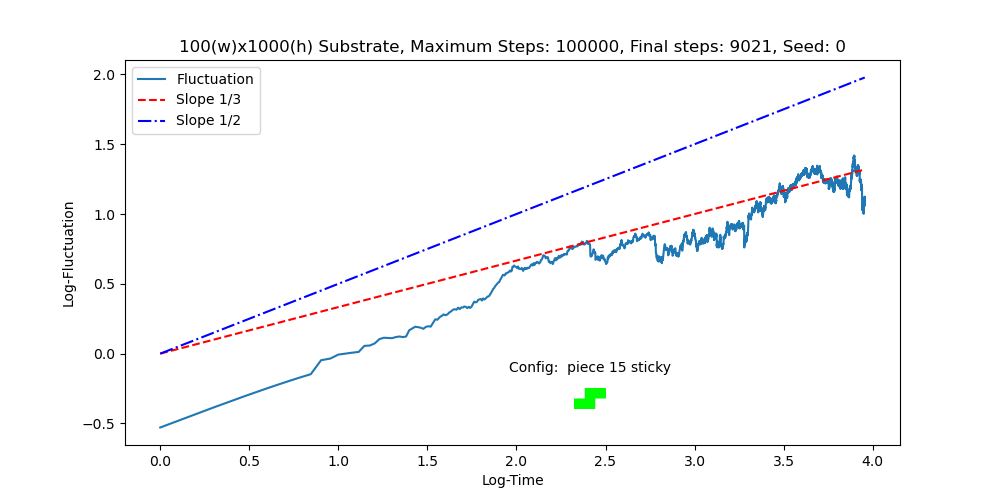 100(w)x1000(h) Substrate, Maximum Steps: 100000, Final steps: 9021, Seed: 0
Fluctuation
Slope 1/3
Slope 1/2
Log-Fluctuation
2.0
1.5
1.0
0.5
0.0
−0.5
Config:  piece 15 sticky
0.0 0.5 1.0 1.5 2.0 2.5 3.0 3.5 4.0
Log-Time